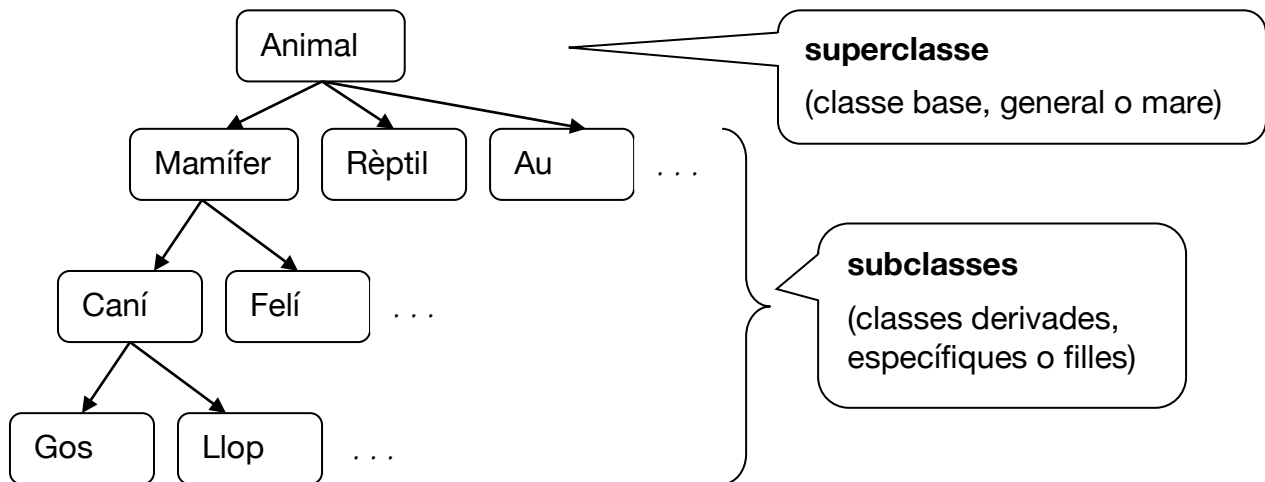 Animal
superclasse
(classe base, general o mare)
Mamífer
Rèptil
Au
. . .
subclasses
(classes derivades,
específiques o filles)
Caní
Felí
. . .
Gos
Llop
. . .